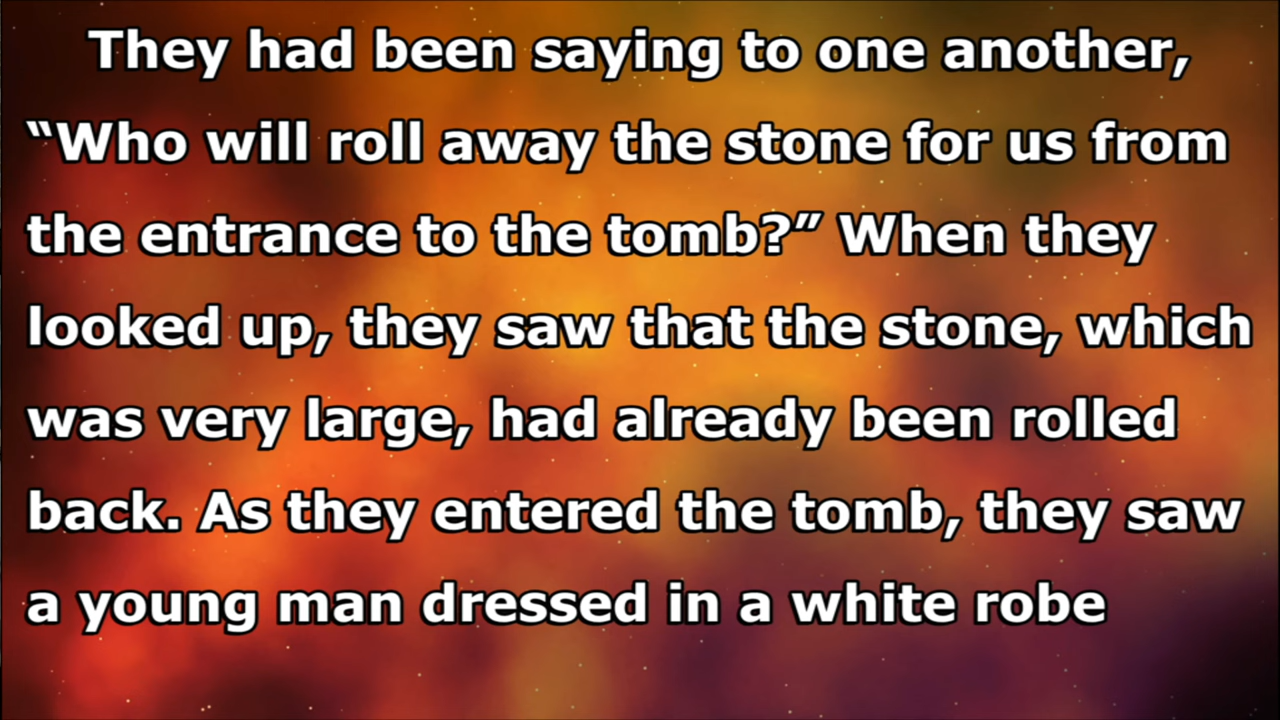 They had been saying to one another,
“Who will roll away the stone for us from
the entrance to the tomb?” When they
looked up, they saw that the stone, which
was very large, had already been rolled
back. As they entered the tomb, they saw
a young man dressed in a white robe